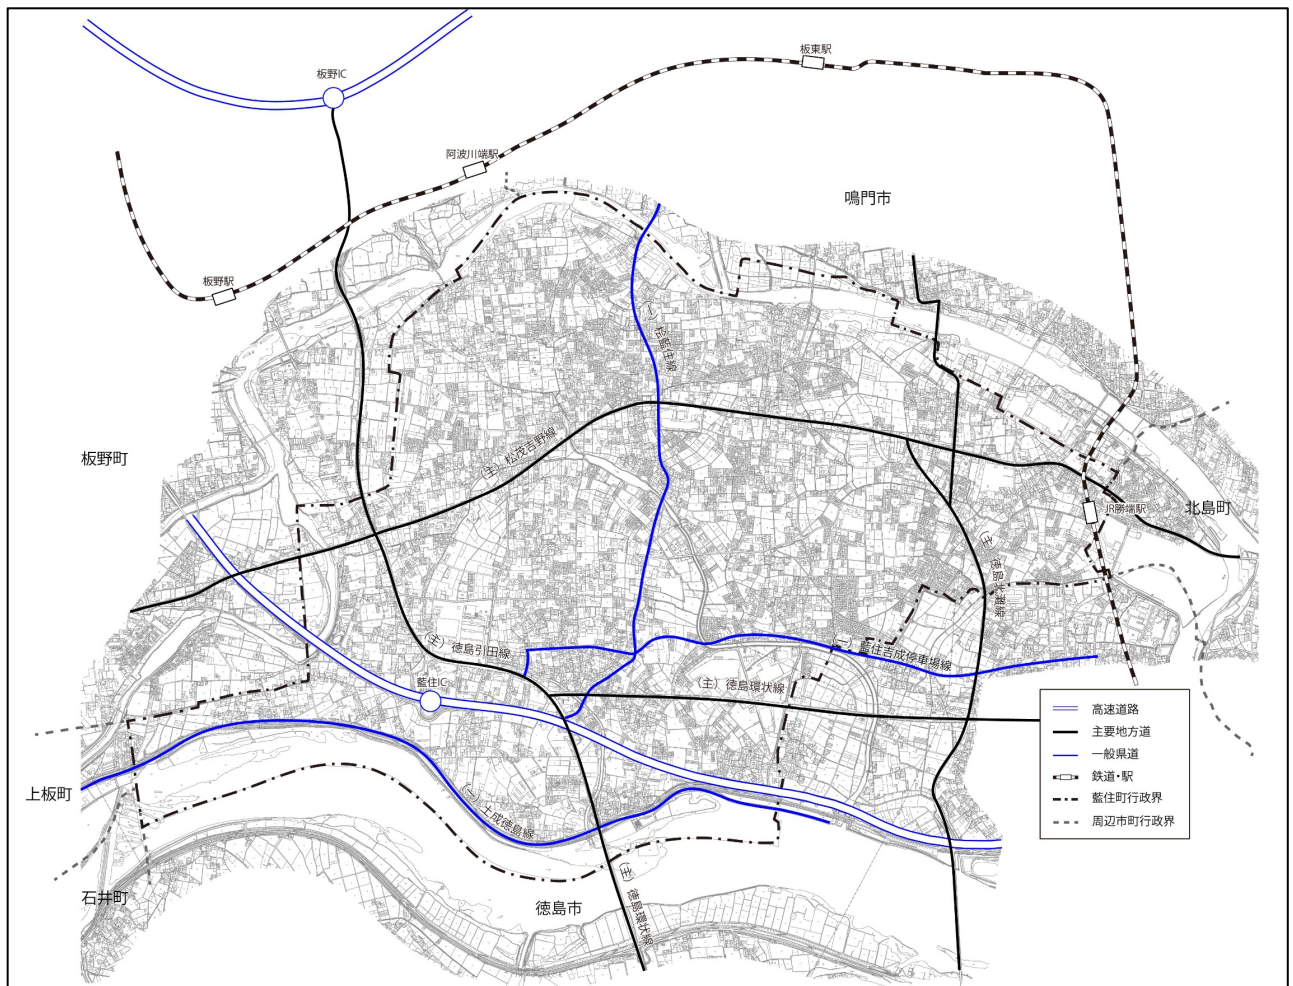 板東駅
板野IC
阿波川端駅
鳴門市
板野駅
(一) 桧藍住線
(主) 松茂吉野線
板野町
JR勝瑞駅
北島町
(主) 徳島北灘線
(主) 徳島引田線
(一) 藍住吉成停車場線
藍住IC
(主) 徳島環状線
上板町
(一) 土成徳島線
石井町
徳島市
(主) 徳島環状線
高速道路
主要地方道
一般県道
鉄道・駅
藍住町行政界
周辺市町行政界